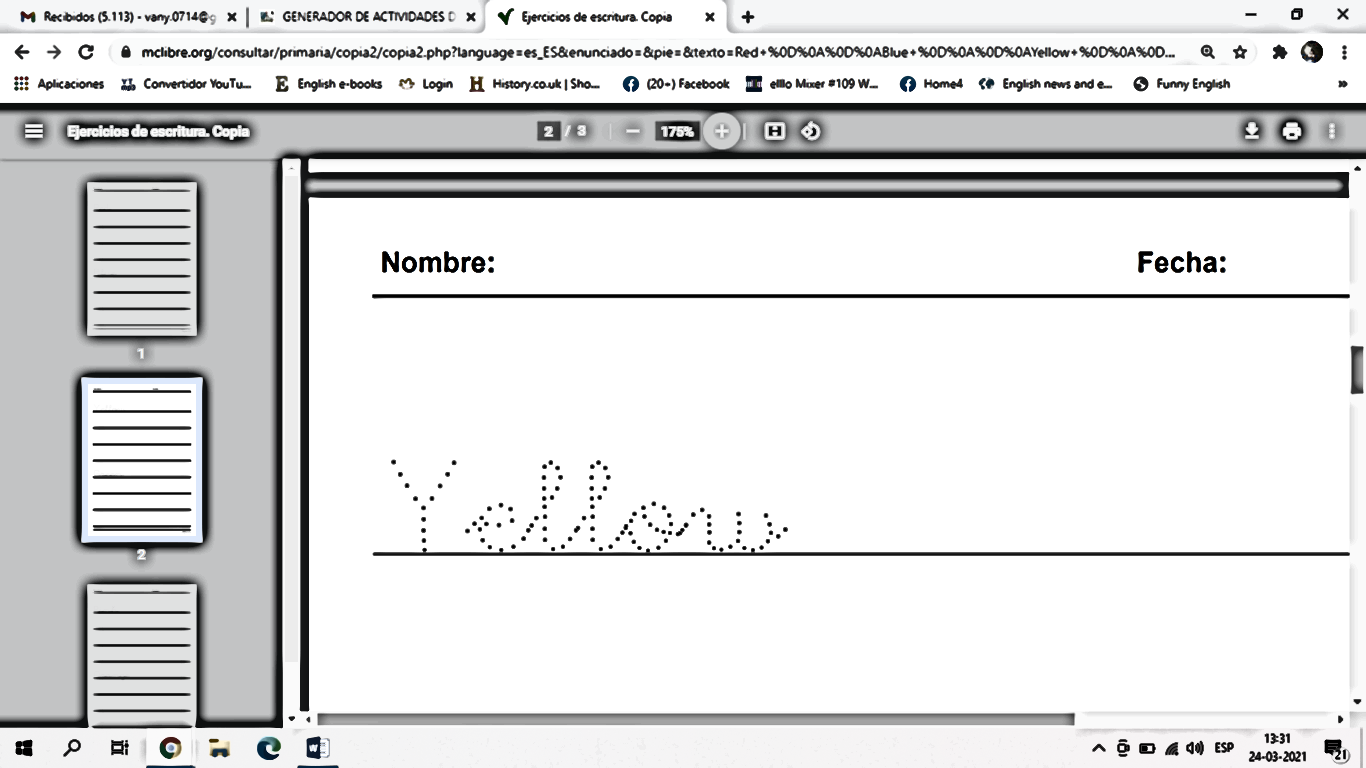 Recibidos (5.113) - vany.0714@g
GENERADOR DE ACTIVIDADES D
Ejercicios de escritura. Copia
mclibre.org/consultar/primaria/copia2/copia2.php?language=es_ES&enunciado=&pie=&texto=Red+%0D%0A%0D%0ABlue+%0D%0A%0D%0AYellow+%0D%0A%0D...
Aplicaciones
Convertidor YouTu...
English e-books
Login
History.co.uk | Sho...
(20+) Facebook
elllo Mixer #109 W...
Home4
English news and e...
Funny English
»
Ejercicios de escritura. Copia
2 / 3
175%
1
2
Nombre: Fecha:
Yellow
ESP
13:31
24-03-2021
21